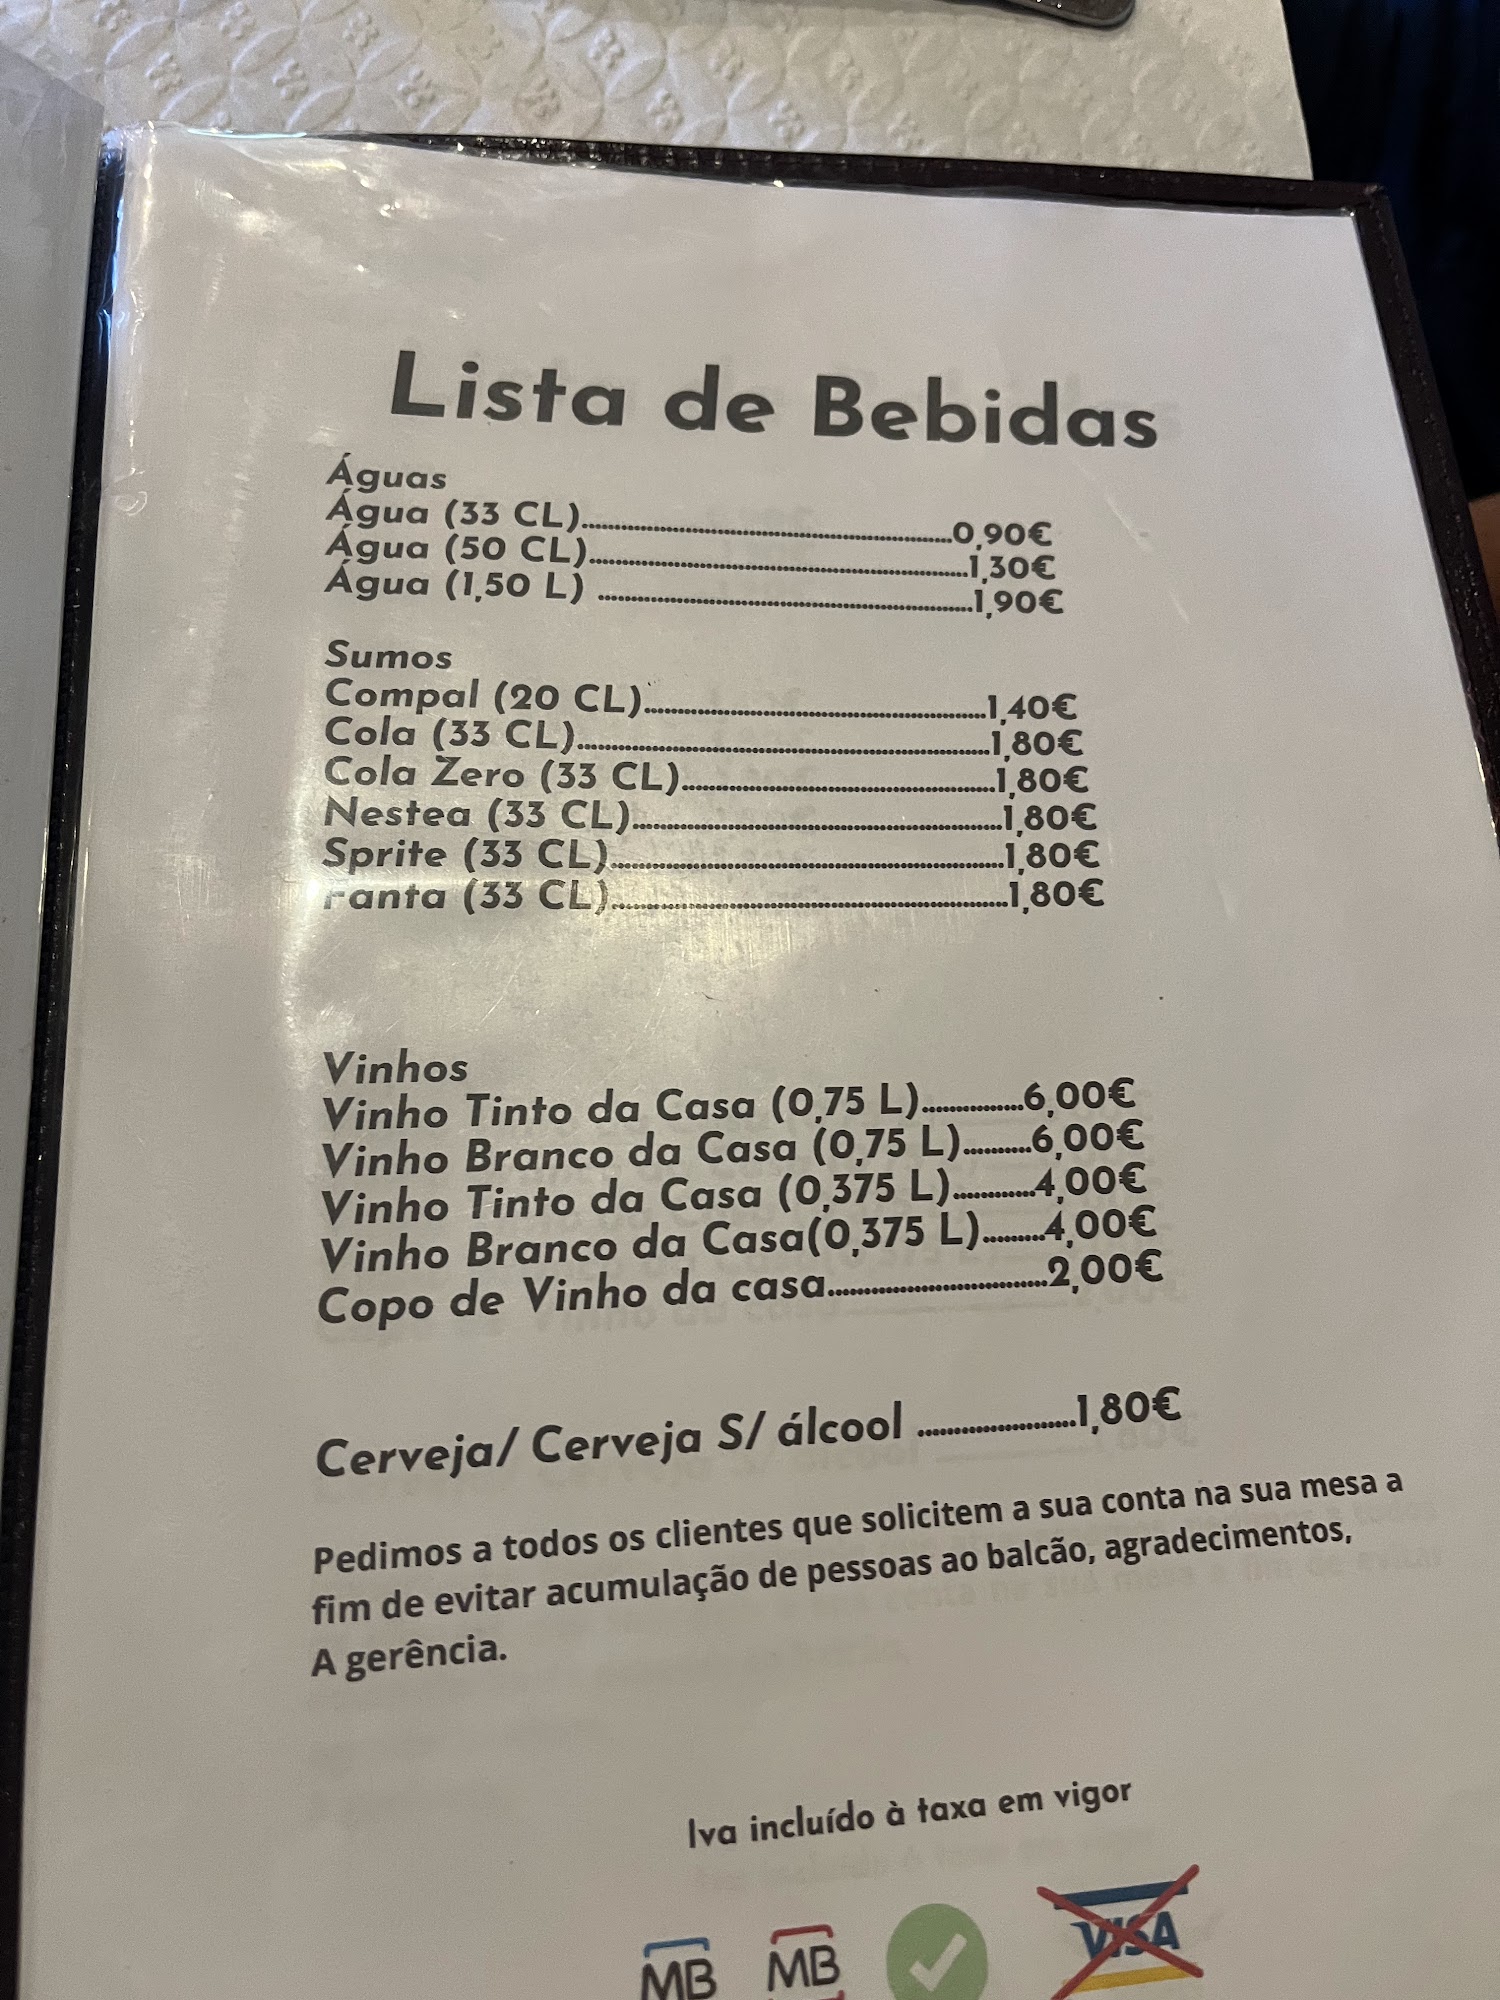 Lista de Bebidas
Águas
Água (33 CL)..........0,90€
Água (50 CL)..........1,30€
Água (1,50 L) ..........1,90€
Sumos
Compal (20 CL)..........1,40€
Cola (33 CL)..........1,80€
Cola Zero (33 CL)..........1,80€
Nestea (33 CL)..........1,80€
Sprite (33 CL)..........1,80€
Fanta (33 CL)..........1,80€
Vinhos
Vinho Tinto da Casa (0,75 L)..........6,00€
Vinho Branco da Casa (0,75 L)..........6,00€
Vinho Tinto da Casa (0,375 L)..........4,00€
Vinho Branco da Casa(0,375 L)..........4,00€
Copo de Vinho da casa..........2,00€
Cerveja/ Cerveja S/ álcool ..........1,80€
Pedimos a todos os clientes que solicitem a sua conta na sua mesa a
fim de evitar acumulação de pessoas ao balcão, agradecimentos,
A gerência.
Iva incluído à taxa em vigor
MB MB VISA